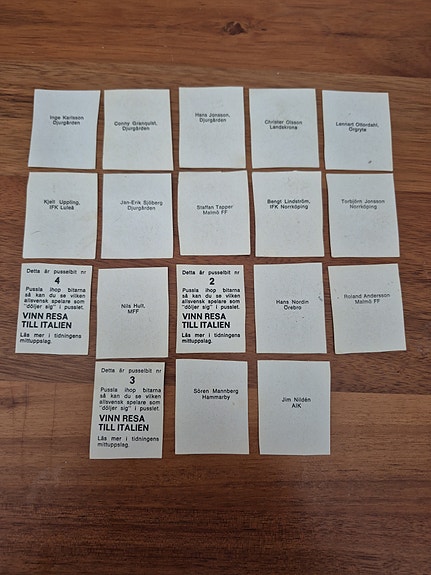 Inge Karlsson
Djurgården
Conny Granqvist,
Djurgården
Hans Jonsson,
Djurgården
Christer Olsson
Landskrona
Lennart Ottordahl,
Örgryte
Kjell Uppling,
IFK Luleå
Jan-Erik Sjöberg
Djurgården
Staffan Tapper
Malmö FF
Bengt Lindström,
IFK Norrköping
Torbjörn Jonsson
Norrköping
Detta är pusselbit nr
4
Pussla ihop bitarna
så kan du se vilken
allsvensk spelare som
"döljer sig" i pusslet.
VINN RESA
TILL ITALIEN
Läs mer i tidningens
mittuppslag.
Nils Hult,
MFF
Detta är pusselbit nr
2
Pussla ihop bitarna
så kan du se vilken
allsvensk spelare som
"döljer sig" i pusslet.
VINN RESA
TILL ITALIEN
Läs mer i tidningens
mittuppslag.
Hans Nordin
Örebro
Roland Andersson
Malmö FF
Detta är pusselbit nr
3
Pussla ihop bitarna
så kan du se vilken
allsvensk spelare som
"döljer sig" i pusslet.
VINN RESA
TILL ITALIEN
Läs mer i tidningens
mittuppslag.
Sören Mannberg
Hammarby
Jim Nildén
AIK